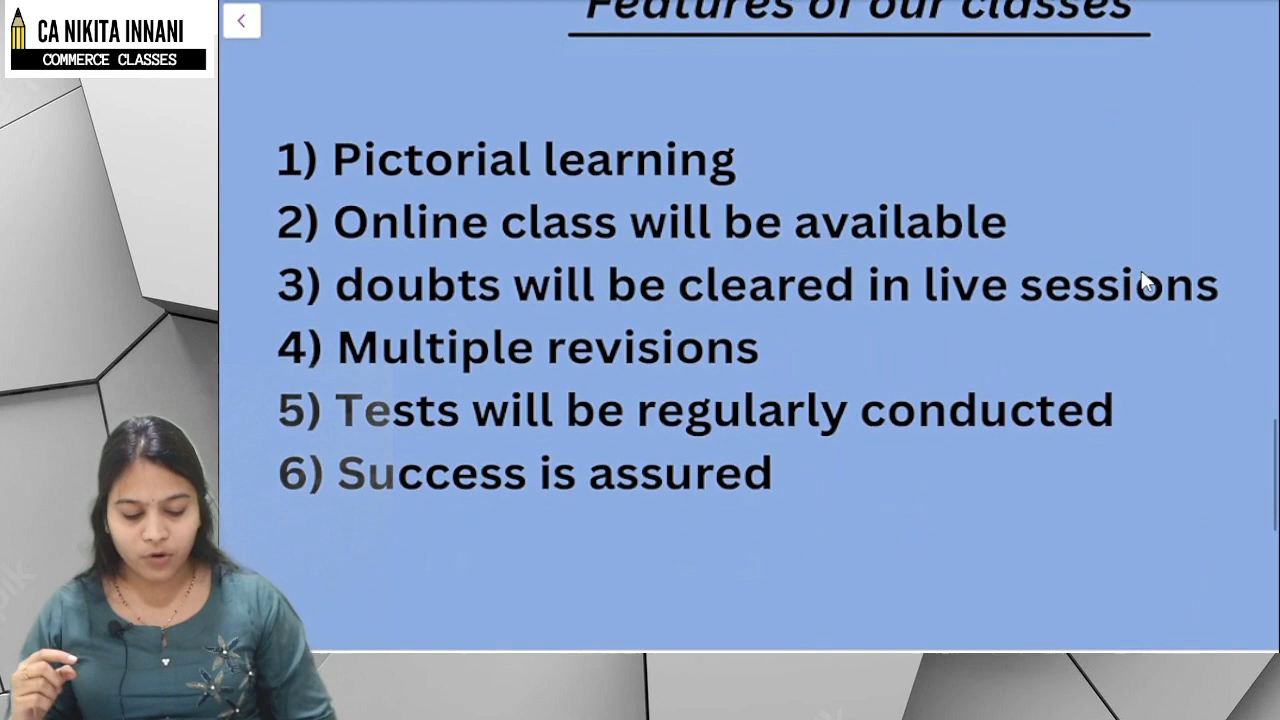 CA NIKITA INNANI
COMMERCE CLASSES
Features of our classes
1) Pictorial learning
2) Online class will be available
3) doubts will be cleared in live sessions
4) Multiple revisions
5) Tests will be regularly conducted
6) Success is assured